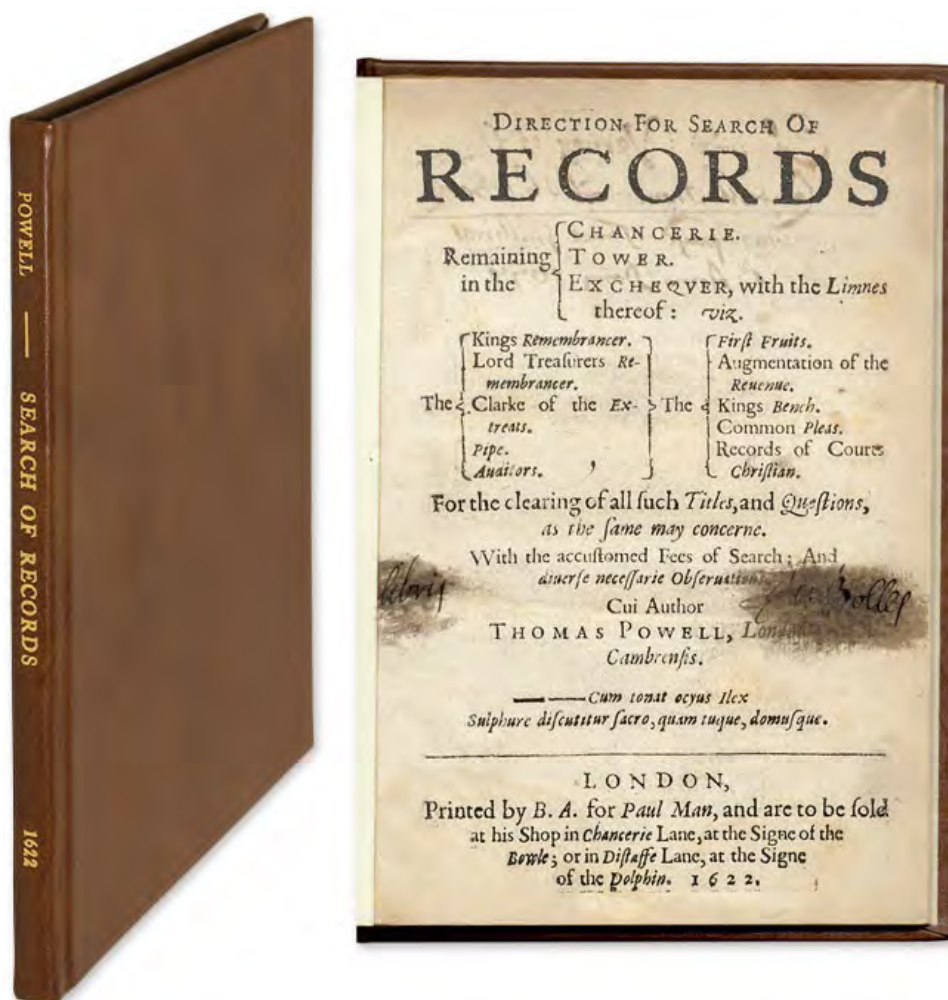 POWELL — SEARCH OF RECORDS 1622
DIRECTION FOR SEARCH OF
RECORDS
Remaining in the
CHANCERIE.
TOWER.
EXCHEQVER, with the Limnes
thereof: viz.
The
Kings Remembrancer.
Lord Treaſurers Re-
membrancer.
Clarke of the Ex-
treats.
Pipe.
Auditors.
The
Firſt Fruits.
Augmentation of the
Reuenue.
Kings Bench.
Common Pleas.
Records of Courts
Chriſtian.
For the clearing of all ſuch Titles, and Queſtions,
as the ſame may concerne.
With the accuſtomed Fees of Search; And
diuerſe neceſſarie
Cui Author
THOMAS POWELL,
Cambrenſis.
Cum tonat ocyus Ilex
Sulphure diſcutitur ſacro, quam tuque, domuſque.
LONDON,
Printed by B. A. for Paul Man, and are to be ſold
at his Shop in Chancerie Lane, at the Signe of the
Bowle; or in Diſtaffe Lane, at the Signe
of the Dolphin. 1622.